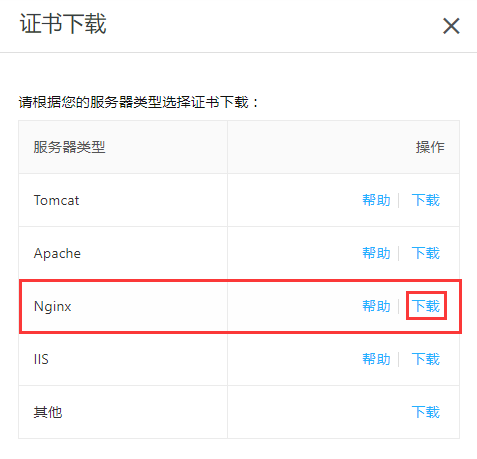 证书下载
请根据您的服务器类型选择证书下载：
服务器类型 操作
Tomcat 帮助 下载
Apache 帮助 下载
Nginx 帮助 下载
IIS 帮助 下载
其他 下载